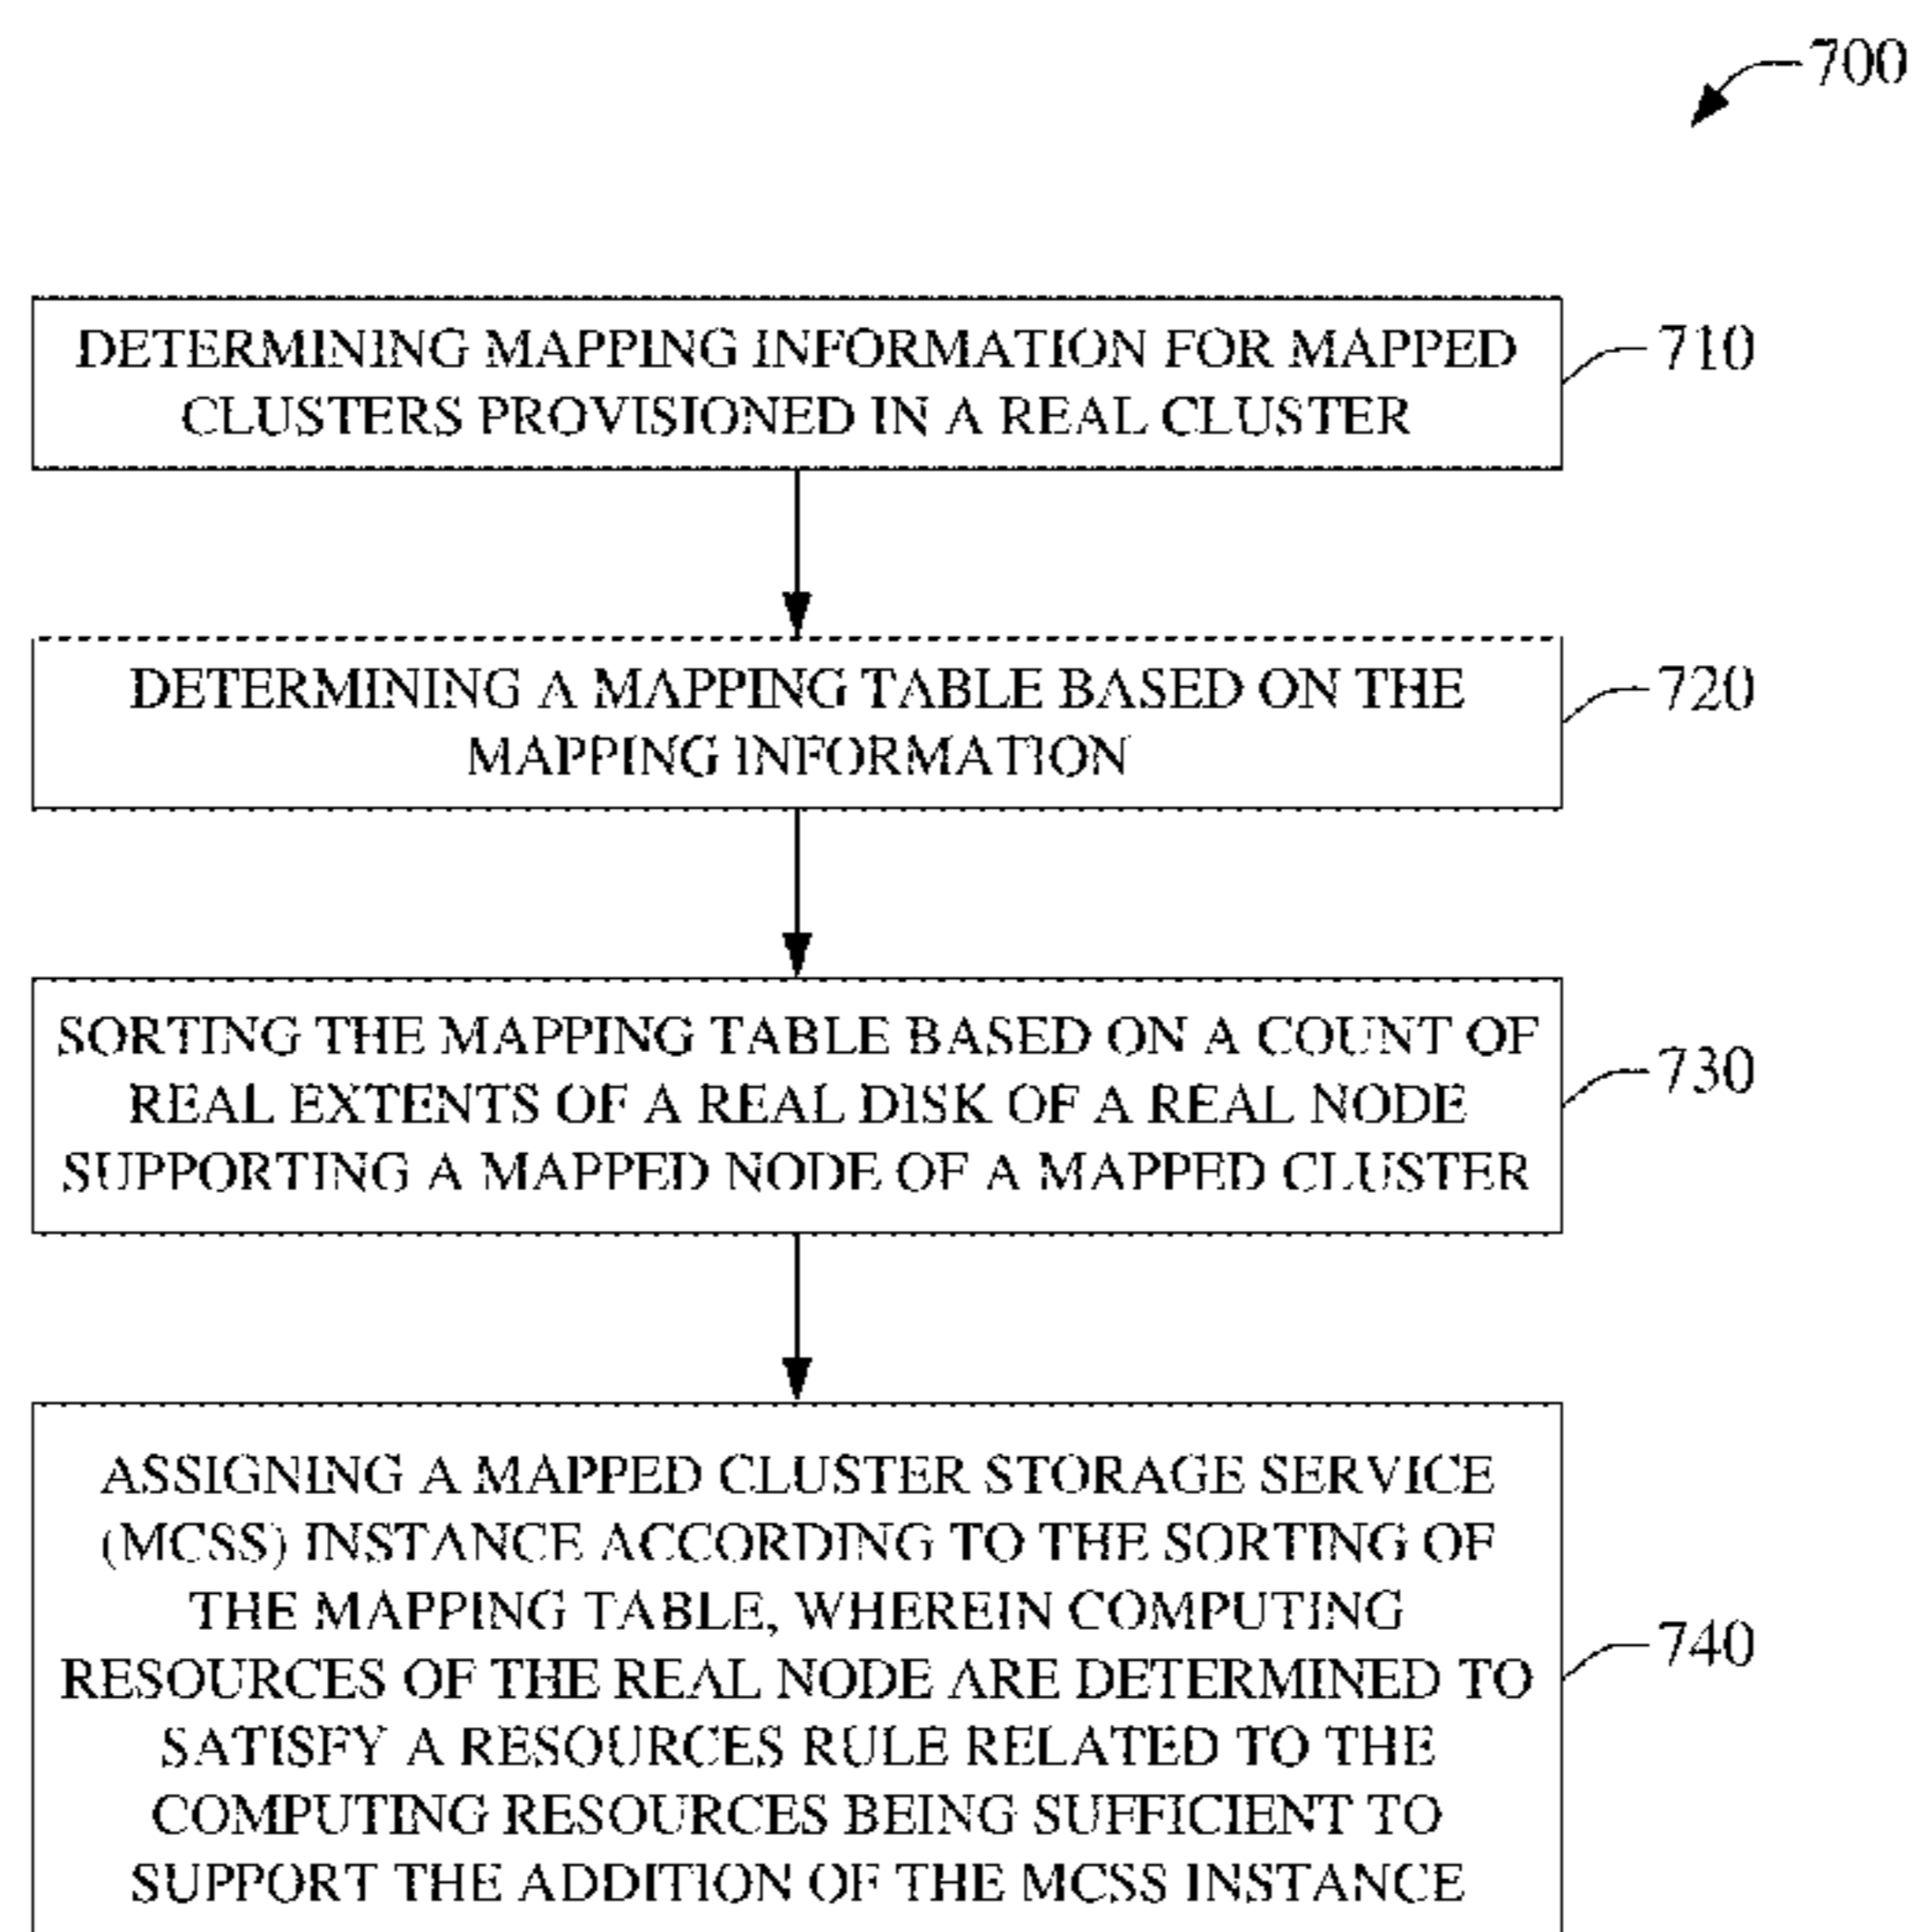 700
DETERMINING MAPPING INFORMATION FOR MAPPED
CLUSTERS PROVISIONED IN A REAL CLUSTER
710
DETERMINING A MAPPING TABLE BASED ON THE
MAPPING INFORMATION
720
SORTING THE MAPPING TABLE BASED ON A COUNT OF
REAL EXTENTS OF A REAL DISK OF A REAL NODE
SUPPORTING A MAPPED NODE OF A MAPPED CLUSTER
730
ASSIGNING A MAPPED CLUSTER STORAGE SERVICE
(MCSS) INSTANCE ACCORDING TO THE SORTING OF
THE MAPPING TABLE, WHEREIN COMPUTING
RESOURCES OF THE REAL NODE ARE DETERMINED TO
SATISFY A RESOURCES RULE RELATED TO THE
COMPUTING RESOURCES BEING SUFFICIENT TO
SUPPORT THE ADDITION OF THE MCSS INSTANCE
740